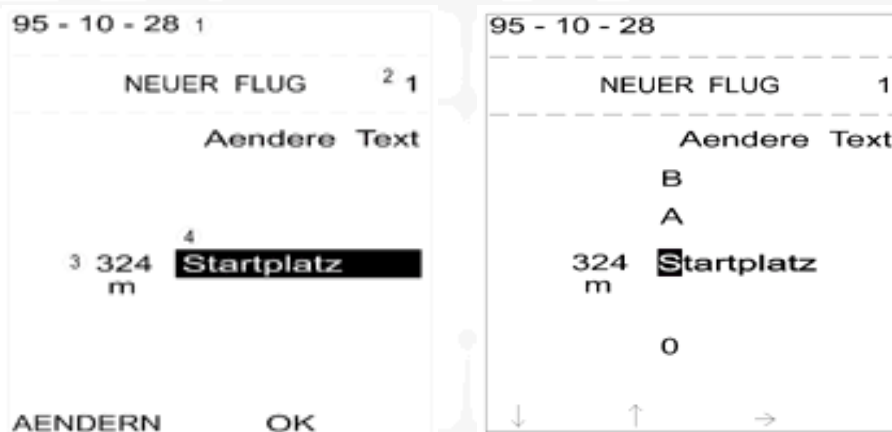 95 - 10 - 28 1
NEUER FLUG 2 1
Aendere Text
4
3 324 Startplatz
m
AENDERN OK
95 - 10 - 28
NEUER FLUG 1
Aendere Text
B
A
324 Startplatz
m
0
↓ ↑ →